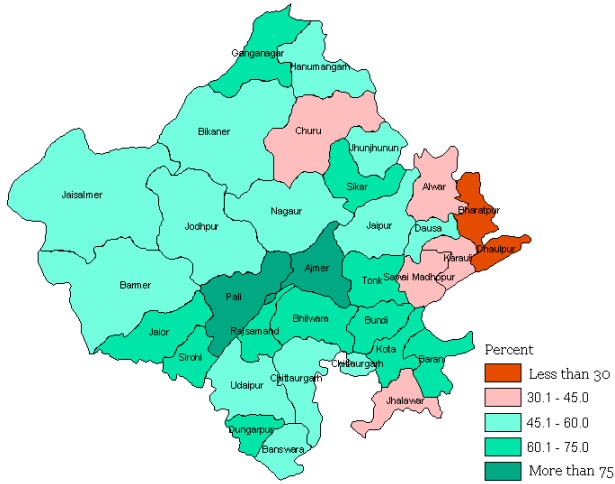 Ganganagar
Hanumangarh
Bikaner
Churu
Jhunjhunun
Sikar
Alwar
Jaisalmer
Nagaur
Bharatpur
Jodhpur
Jaipur
Dausa
Dhaulpur
Karauli
Ajmer
Tonk
Sawai Madhopur
Barmer
Pali
Jalor
Rajsamand
Bhilwara
Bundi
Sirohi
Kota
Baran
Chittaurgarh
Udaipur
Chittaurgarh
Jhalawar
Dungarpur
Banswara
Percent
Less than 30
30.1 - 45.0
45.1 - 60.0
60.1 - 75.0
More than 75